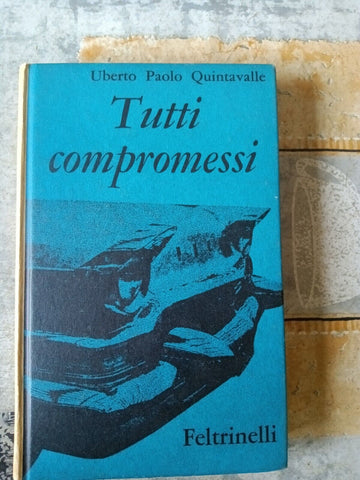 Uberto Paolo Quintavalle
Tutti
compromessi
Feltrinelli